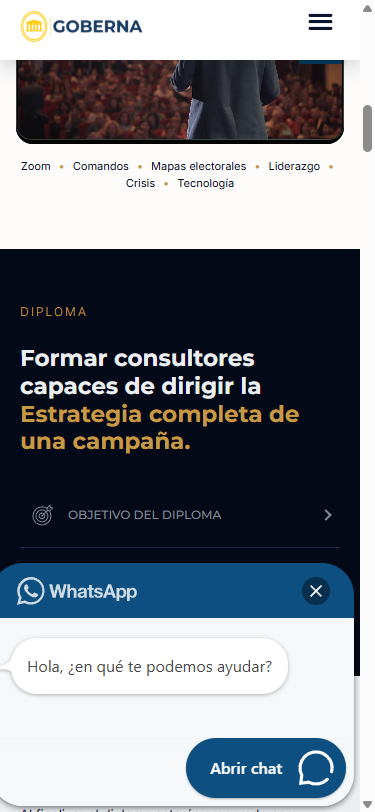 GOBERNA
Zoom • Comandos • Mapas electorales • Liderazgo •
Crisis • Tecnología
DIPLOMA
Formar consultores
capaces de dirigir la
Estrategia completa de
una campaña.
OBJETIVO DEL DIPLOMA
WhatsApp
Hola, ¿en qué te podemos ayudar?
Abrir chat